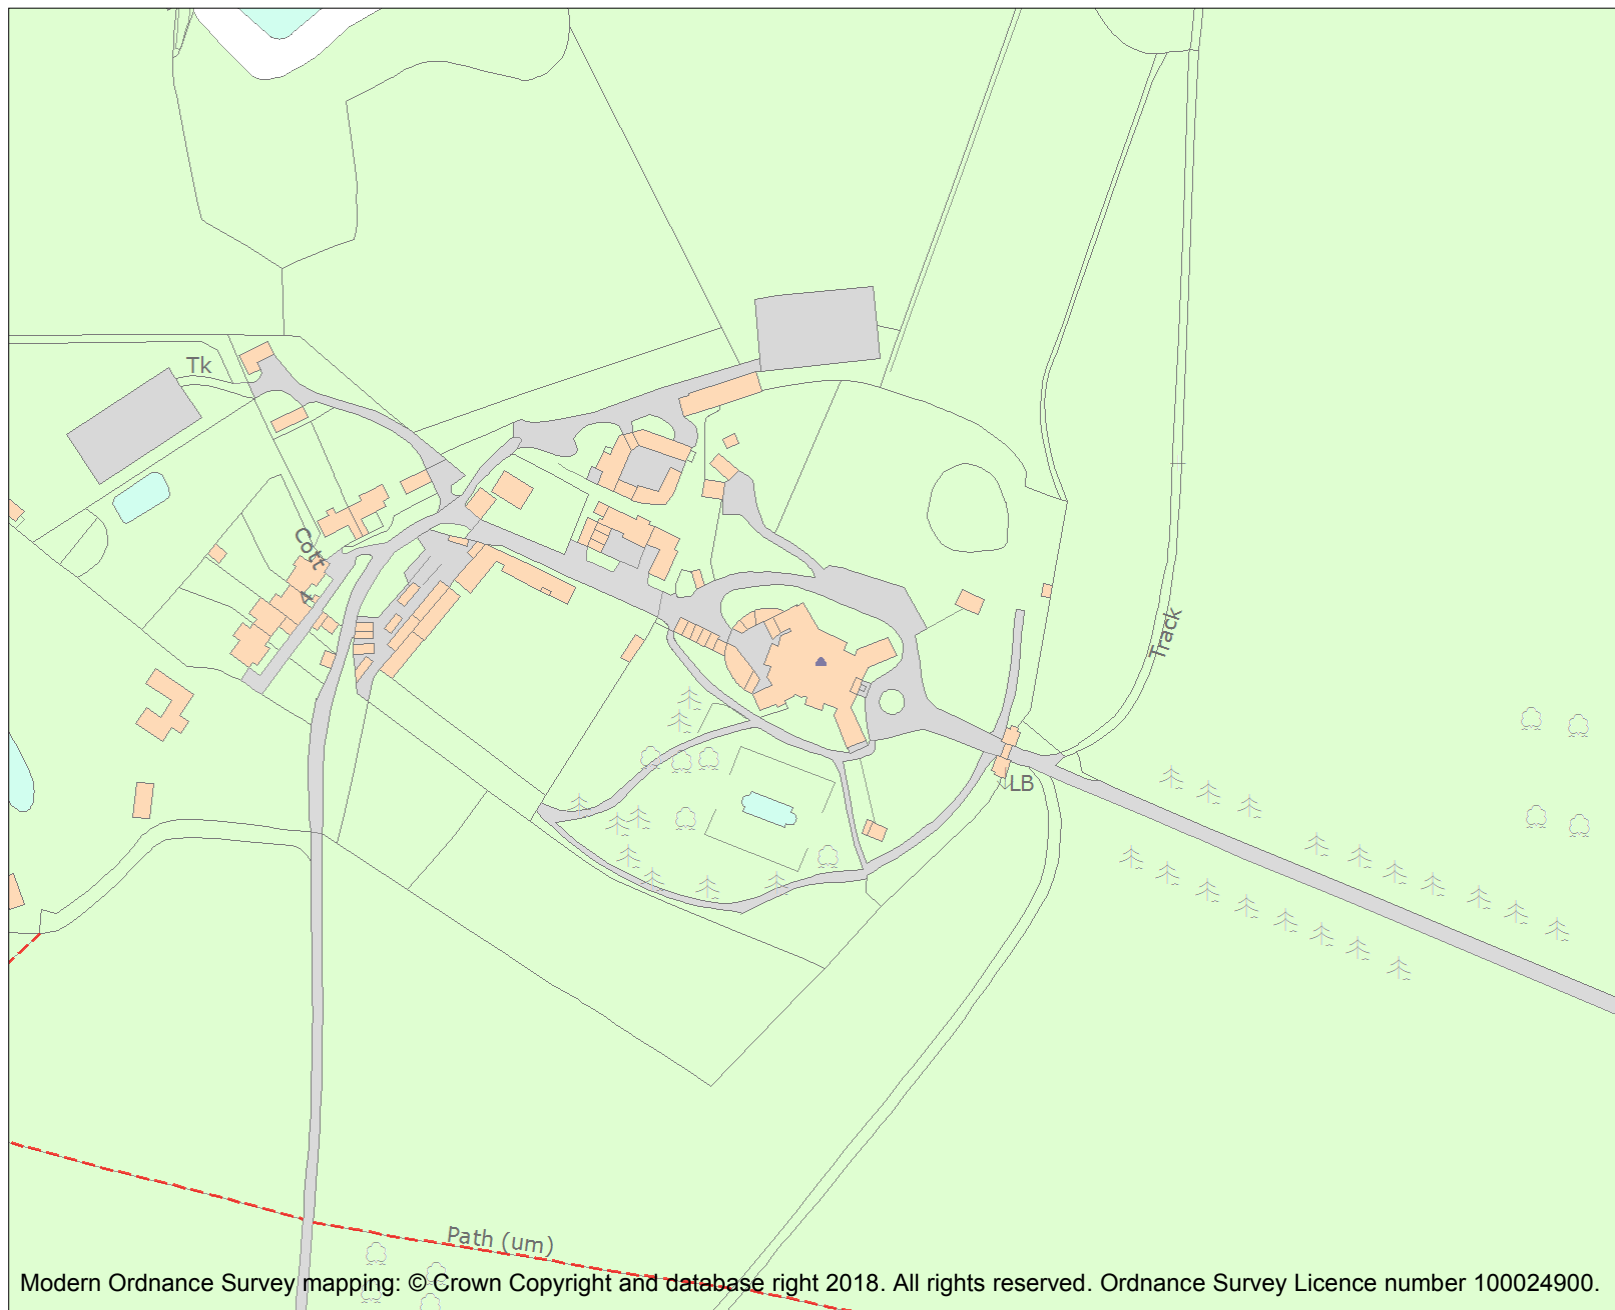 Tk
Cott
4
Track
LB
Path (um)
Modern Ordnance Survey mapping: © Crown Copyright and database right 2018. All rights reserved. Ordnance Survey Licence number 100024900.